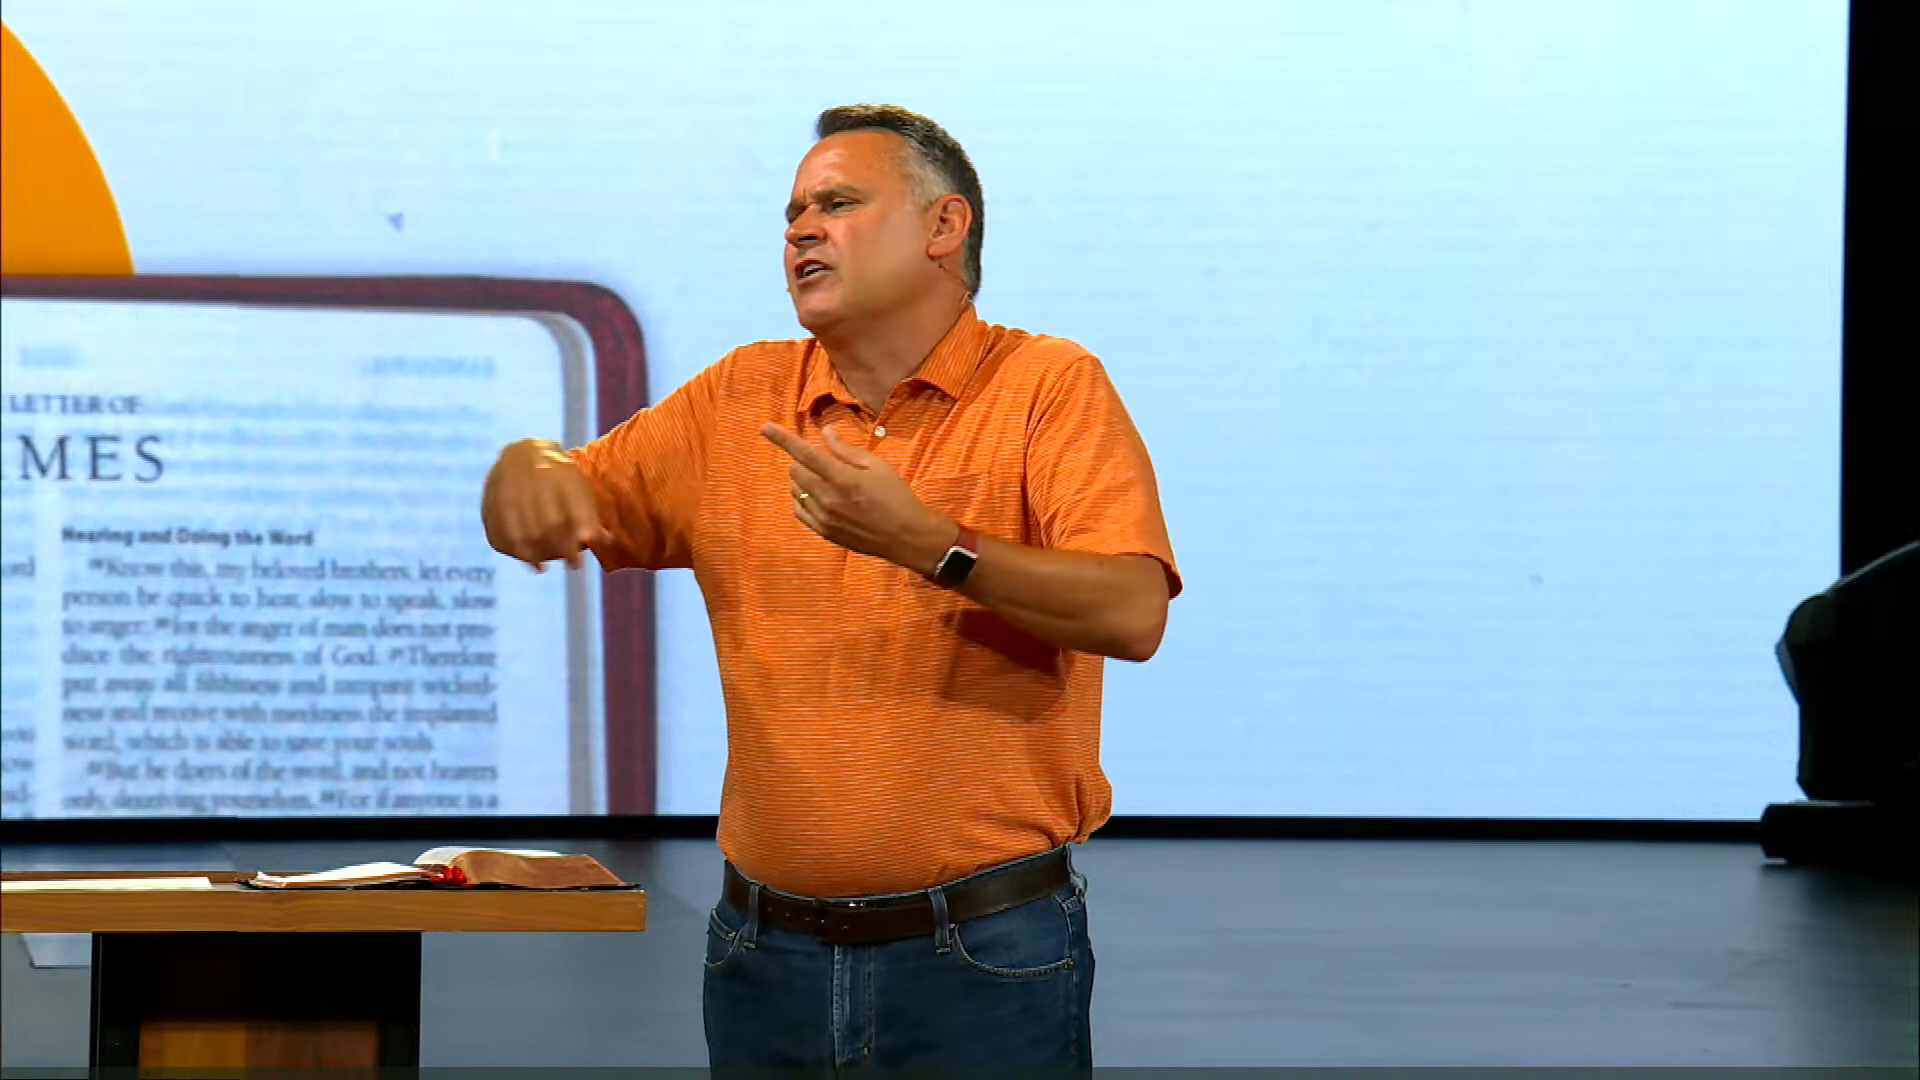 LETTER OF
MES
Hearing and Doing the Word
Know this, my beloved brothers, let every
person be quick to hear, slow to speak, slow
to anger; for the anger of man does not pro-
duce the righteousness of God. Therefore
put away all filthiness and rampant wicked-
ness and receive with meekness the implanted
word, which is able to save your souls.
But be doers of the word, and not hearers
only, deceiving yourselves. For if anyone is a